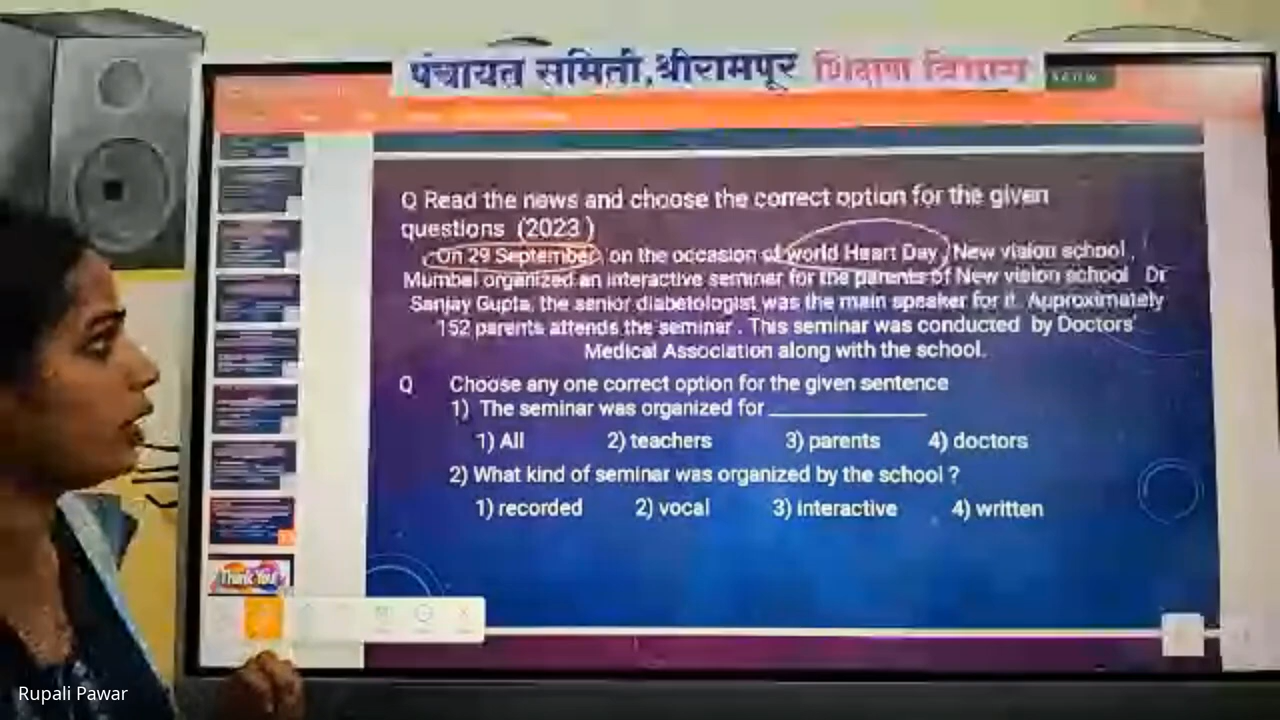 पंचायत समिती,श्रीरामपूर शिक्षण विभाग
Q Read the news and choose the correct option for the given
questions (2023)
On 29 September on the occasion of world Heart Day, New vision school,
Mumbai organized an interactive seminar for the parents of New vision school Dr
Sanjay Gupta, the senior diabetologist was the main speaker for it. Approximately
152 parents attends the seminar. This seminar was conducted by Doctors'
Medical Association along with the school.
Q Choose any one correct option for the given sentence
1) The seminar was organized for ______________
1) All 2) teachers 3) parents 4) doctors
2) What kind of seminar was organized by the school ?
1) recorded 2) vocal 3) interactive 4) written
Thank You!
Rupali Pawar